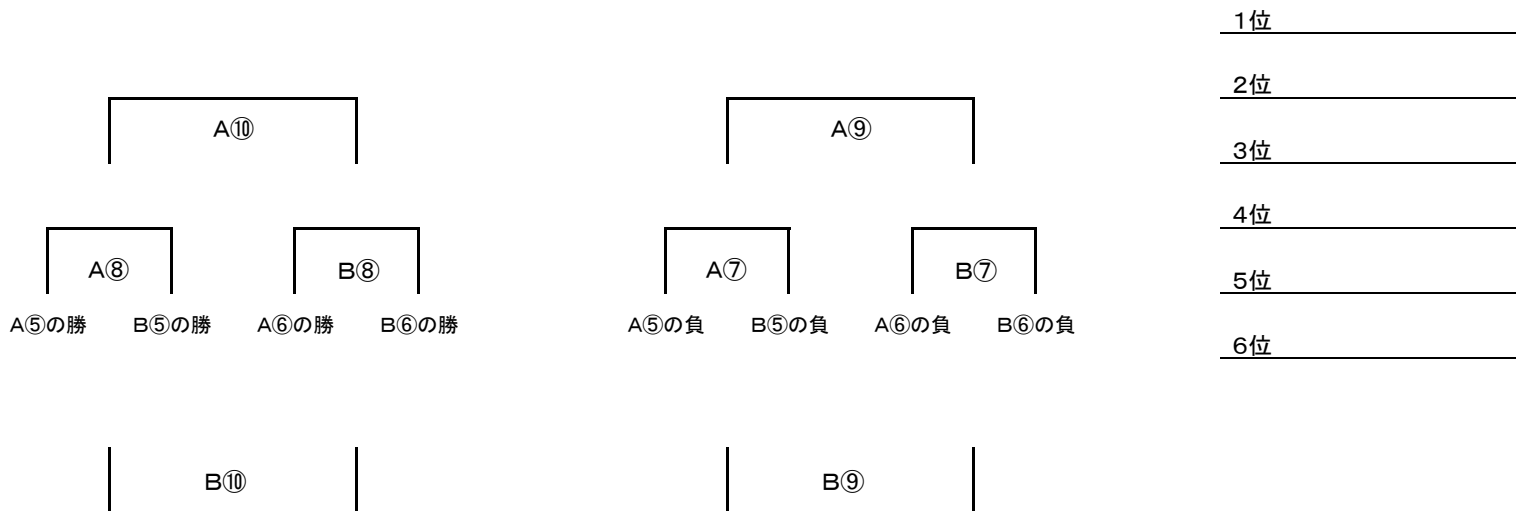 1位
2位
A⑩ A⑨
3位
4位
A⑧ B⑧ A⑦ B⑦
5位
A⑤の勝 B⑤の勝 A⑥の勝 B⑥の勝 A⑤の負 B⑤の負 A⑥の負 B⑥の負
6位
B⑩ B⑨